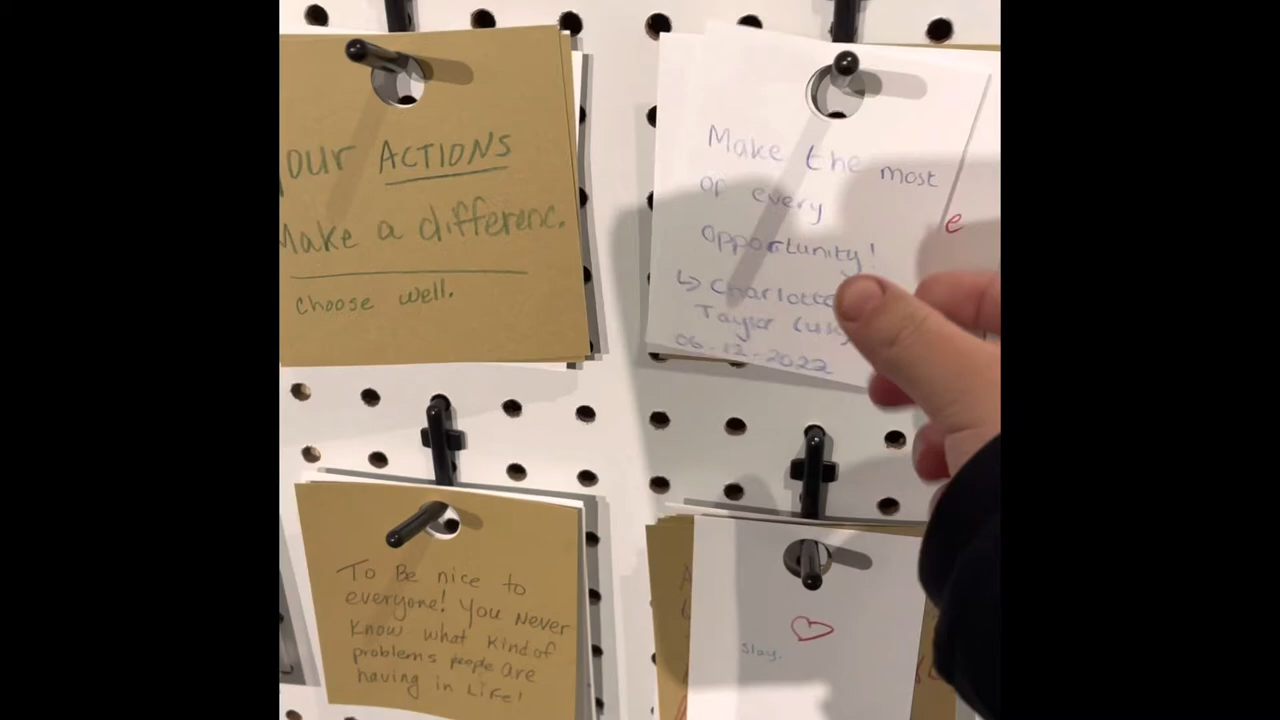 our ACTIONS
Make a differenc.
choose well.
Make the most
of every
opportunity!
↳ Charlotte
Taylor (UK)
06-12-2022
e
To Be nice to
everyone! You Never
Know what kind of
problems people are
having in Life!
Slay.